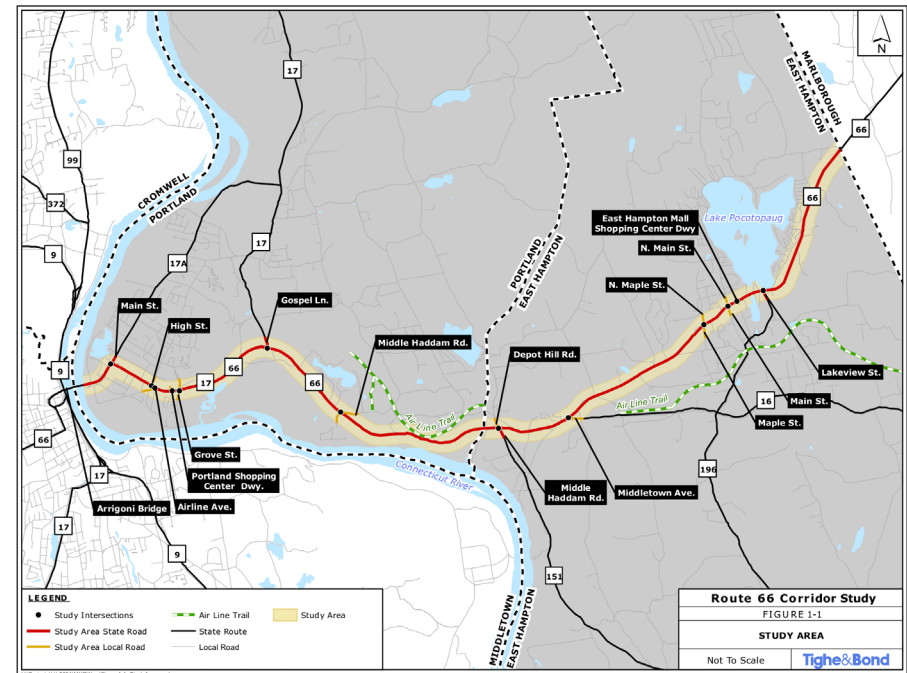 N
MARLBOROUGH
EAST HAMPTON
17
66
99
CROMWELL
PORTLAND
372
66
East Hampton Mall
Shopping Center Dwy
Lake Pocotopaug
9
17
17A
PORTLAND
EAST HAMPTON
N. Main St.
N. Maple St.
Main St.
Gospel Ln.
High St.
Middle Haddam Rd.
Depot Hill Rd.
9
17
66
66
Lakeview St.
Air Line Trail
Air Line Trail
16
Main St.
Maple St.
66
Grove St.
Connecticut River
196
17
Portland Shopping
Center Dwy.
Middle
Haddam Rd.
Middletown Ave.
Arrigoni Bridge
Airline Ave.
17
9
151
MIDDLETOWN
EAST HAMPTON
LEGEND
Study Intersections
Air Line Trail
Study Area
Study Area State Road
State Route
Study Area Local Road
Local Road
Route 66 Corridor Study
FIGURE 1-1
STUDY AREA
Not To Scale
Tighe&Bond